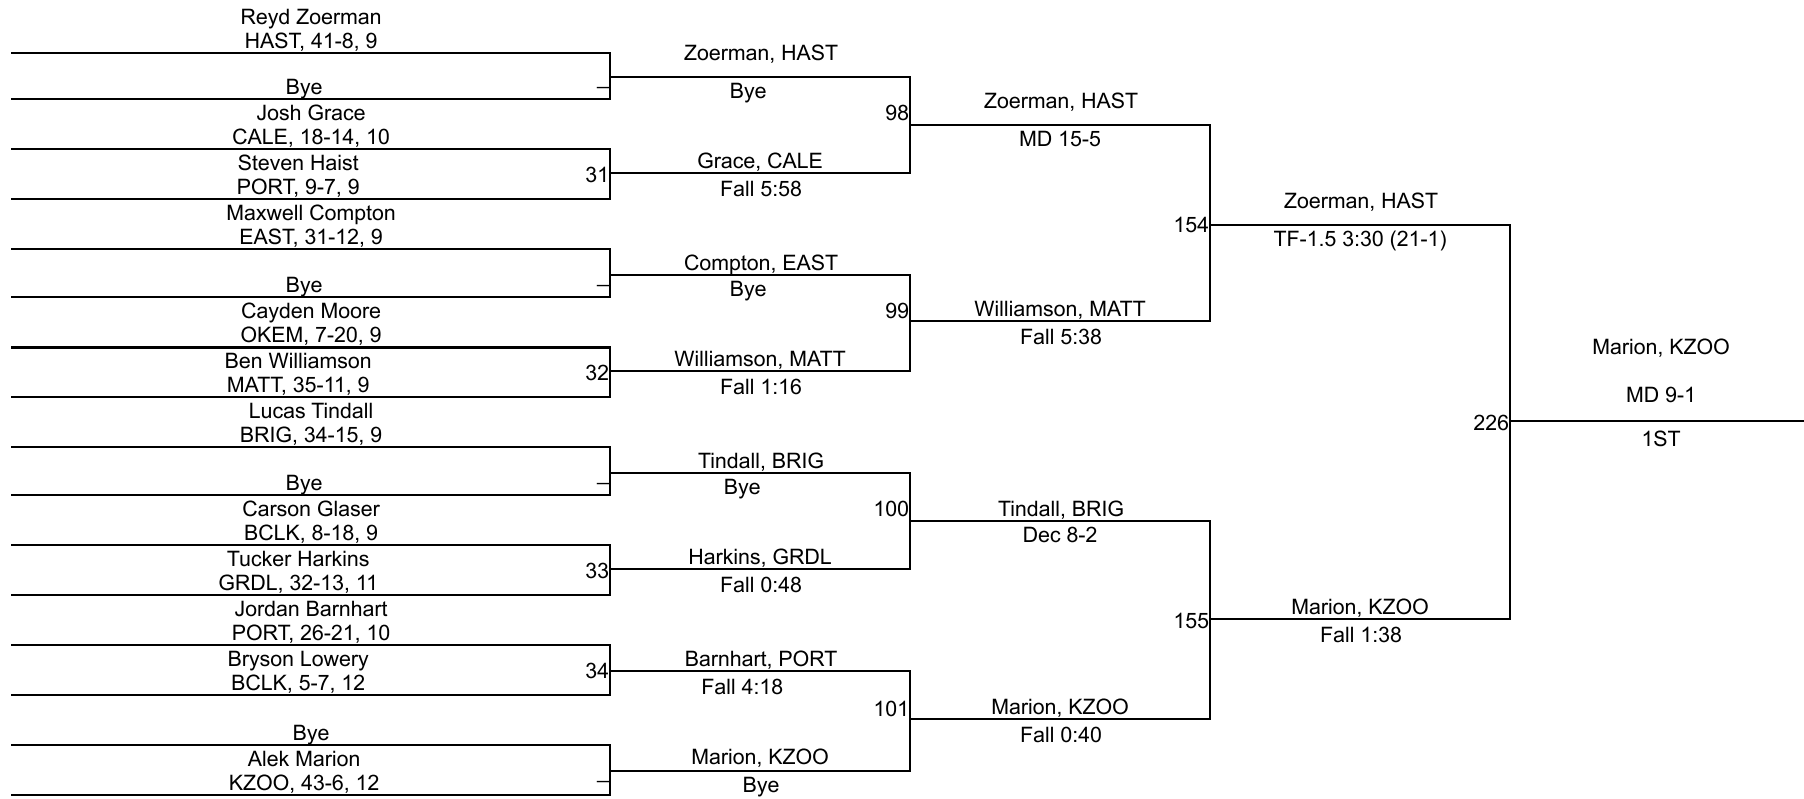 Reyd Zoerman
HAST, 41-8, 9
Bye
Josh Grace
CALE, 18-14, 10
Steven Haist
PORT, 9-7, 9
Maxwell Compton
EAST, 31-12, 9
Bye
Cayden Moore
OKEM, 7-20, 9
Ben Williamson
MATT, 35-11, 9
Lucas Tindall
BRIG, 34-15, 9
Bye
Carson Glaser
BCLK, 8-18, 9
Tucker Harkins
GRDL, 32-13, 11
Jordan Barnhart
PORT, 26-21, 10
Bryson Lowery
BCLK, 5-7, 12
Bye
Alek Marion
KZOO, 43-6, 12
31
32
33
34
Zoerman, HAST
Bye
Grace, CALE
Fall 5:58
Compton, EAST
Bye
Williamson, MATT
Fall 1:16
Tindall, BRIG
Bye
Harkins, GRDL
Fall 0:48
Barnhart, PORT
Fall 4:18
Marion, KZOO
Bye
98
99
100
101
Zoerman, HAST
MD 15-5
Williamson, MATT
Fall 5:38
Tindall, BRIG
Dec 8-2
Marion, KZOO
Fall 0:40
154
155
Zoerman, HAST
TF-1.5 3:30 (21-1)
Marion, KZOO
Fall 1:38
226
Marion, KZOO
MD 9-1
1ST